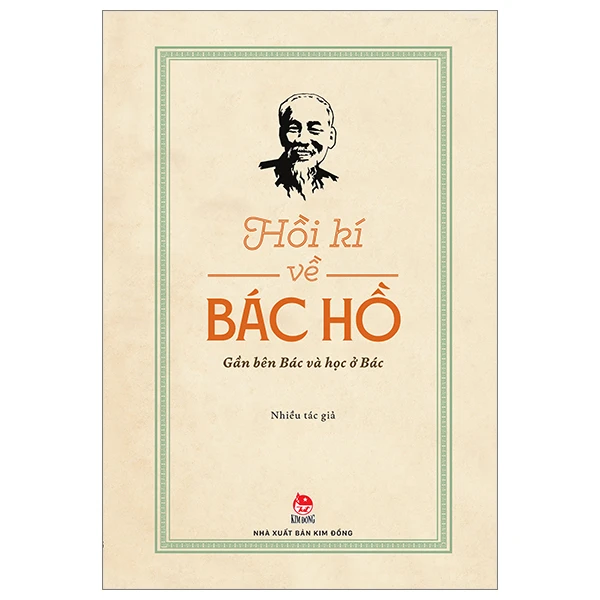 Hồi kí
về
BÁC HỒ
Gần bên Bác và học ở Bác
Nhiều tác giả
KIM ĐỒNG
NHÀ XUẤT BẢN KIM ĐỒNG